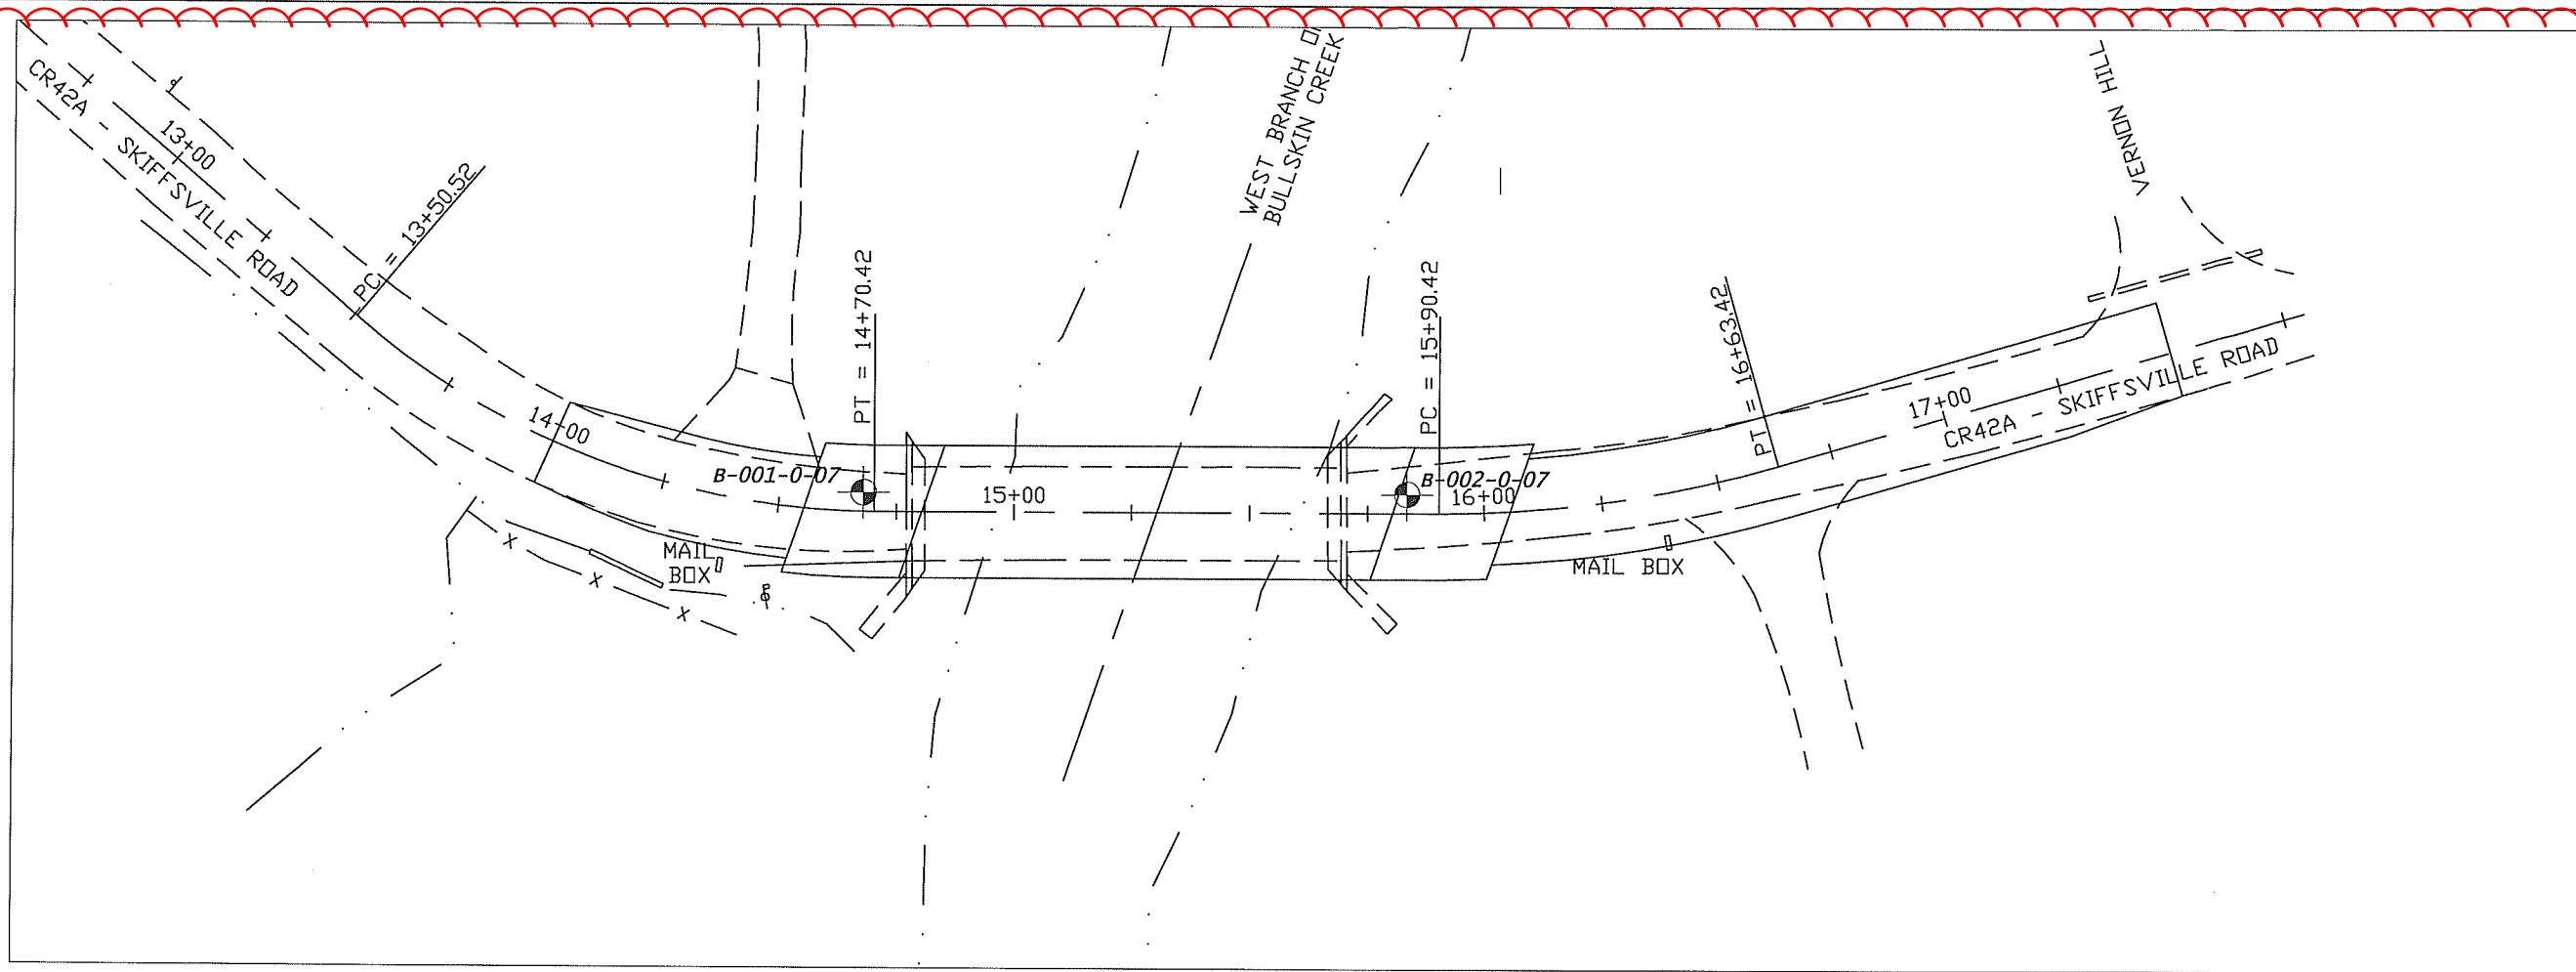 CR42A - SKIFFSVILLE ROAD
13+00
PC = 13+50.52
14+00
B-001-0-07
MAIL
BOX
PT = 14+70.42
15+00
WEST BRANCH
BULLSKIN CREEK
PC = 15+90.42
B-002-0-07
16+00
MAIL BOX
PT = 16+63.42
17+00
CR42A - SKIFFSVILLE ROAD
VERNON HILL